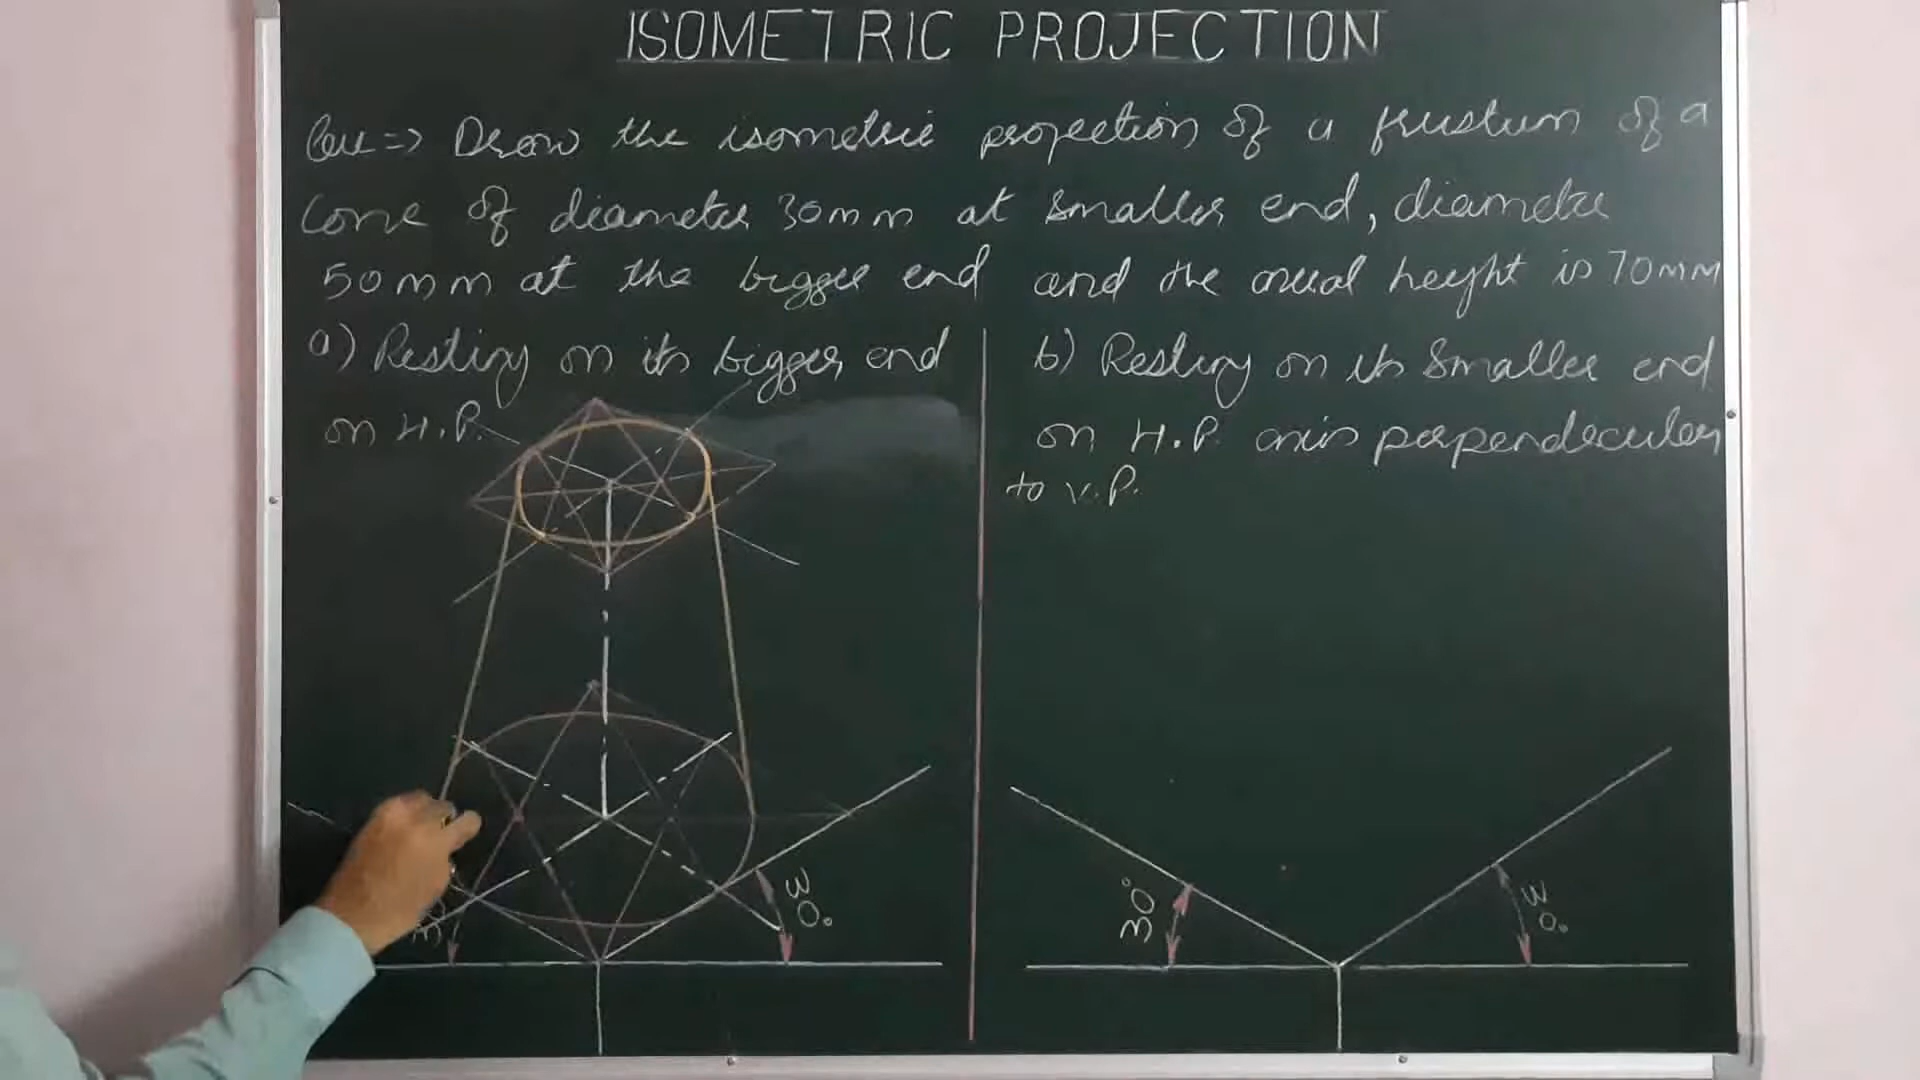 ISOMETRIC PROJECTION
Que => Draw the isometric projection of a frustum of a
Cone of diameter 30mm at smaller end, diameter
50mm at the bigger end and the axial height is 70mm
a) Resting on its bigger end
on H.P.
b) Resting on its smaller end
on H.P axis perpendicular
to V.P.
30°
30°
30°